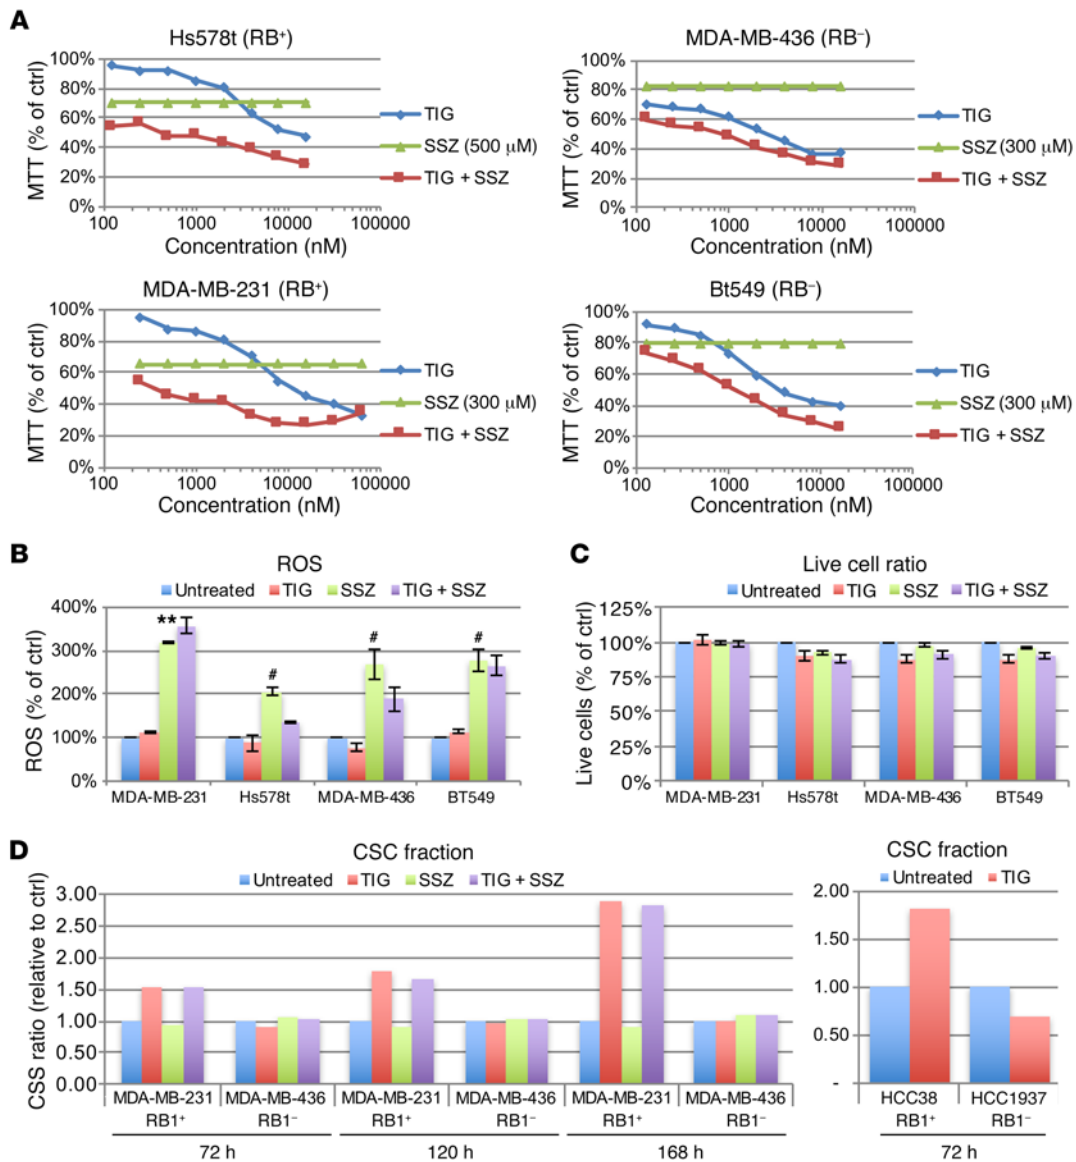 A
Hs578t (RB⁺)
MTT (% of ctrl)
100%
80%
60%
40%
20%
0%
100 1000 10000 100000
Concentration (nM)
TIG
SSZ (500 μM)
TIG + SSZ
MDA-MB-436 (RB⁻)
MTT (% of ctrl)
100%
80%
60%
40%
20%
0%
100 1000 10000 100000
Concentration (nM)
TIG
SSZ (300 μM)
TIG + SSZ
MDA-MB-231 (RB⁺)
MTT (% of ctrl)
100%
80%
60%
40%
20%
0%
100 1000 10000 100000
Concentration (nM)
TIG
SSZ (300 μM)
TIG + SSZ
Bt549 (RB⁻)
MTT (% of ctrl)
100%
80%
60%
40%
20%
0%
100 1000 10000 100000
Concentration (nM)
TIG
SSZ (300 μM)
TIG + SSZ
B
ROS
Untreated TIG SSZ TIG + SSZ
ROS (% of ctrl)
400%
300%
200%
100%
0%
** # # #
MDA-MB-231 Hs578t MDA-MB-436 BT549
C
Live cell ratio
Untreated TIG SSZ TIG + SSZ
Live cells (% of ctrl)
125%
100%
75%
50%
25%
0%
MDA-MB-231 Hs578t MDA-MB-436 BT549
D
CSC fraction
Untreated TIG SSZ TIG + SSZ
CSS ratio (relative to ctrl)
3.00
2.50
2.00
1.50
1.00
0.50
0.00
MDA-MB-231 MDA-MB-436 MDA-MB-231 MDA-MB-436 MDA-MB-231 MDA-MB-436
RB1⁺ RB1⁻ RB1⁺ RB1⁻ RB1⁺ RB1⁻
72 h 120 h 168 h
CSC fraction
Untreated TIG
2.00
1.50
1.00
0.50
-
HCC38 HCC1937
RB1⁺ RB1⁻
72 h